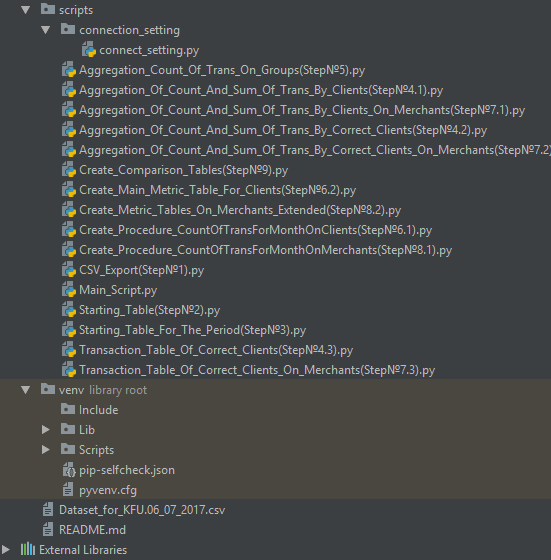 scripts
connection_setting
connect_setting.py
Aggregation_Count_Of_Trans_On_Groups(Step№5).py
Aggregation_Of_Count_And_Sum_Of_Trans_By_Clients(Step№4.1).py
Aggregation_Of_Count_And_Sum_Of_Trans_By_Clients_On_Merchants(Step№7.1).py
Aggregation_Of_Count_And_Sum_Of_Trans_By_Correct_Clients(Step№4.2).py
Aggregation_Of_Count_And_Sum_Of_Trans_By_Correct_Clients_On_Merchants(Step№7.2)
Create_Comparison_Tables(Step№9).py
Create_Main_Metric_Table_For_Clients(Step№6.2).py
Create_Metric_Tables_On_Merchants_Extended(Step№8.2).py
Create_Procedure_CountOfTransForMonthOnClients(Step№6.1).py
Create_Procedure_CountOfTransForMonthOnMerchants(Step№8.1).py
CSV_Export(Step№1).py
Main_Script.py
Starting_Table(Step№2).py
Starting_Table_For_The_Period(Step№3).py
Transaction_Table_Of_Correct_Clients(Step№4.3).py
Transaction_Table_Of_Correct_Clients_On_Merchants(Step№7.3).py
venv library root
Include
Lib
Scripts
pip-selfcheck.json
pyvenv.cfg
Dataset_for_KFU.06_07_2017.csv
README.md
External Libraries